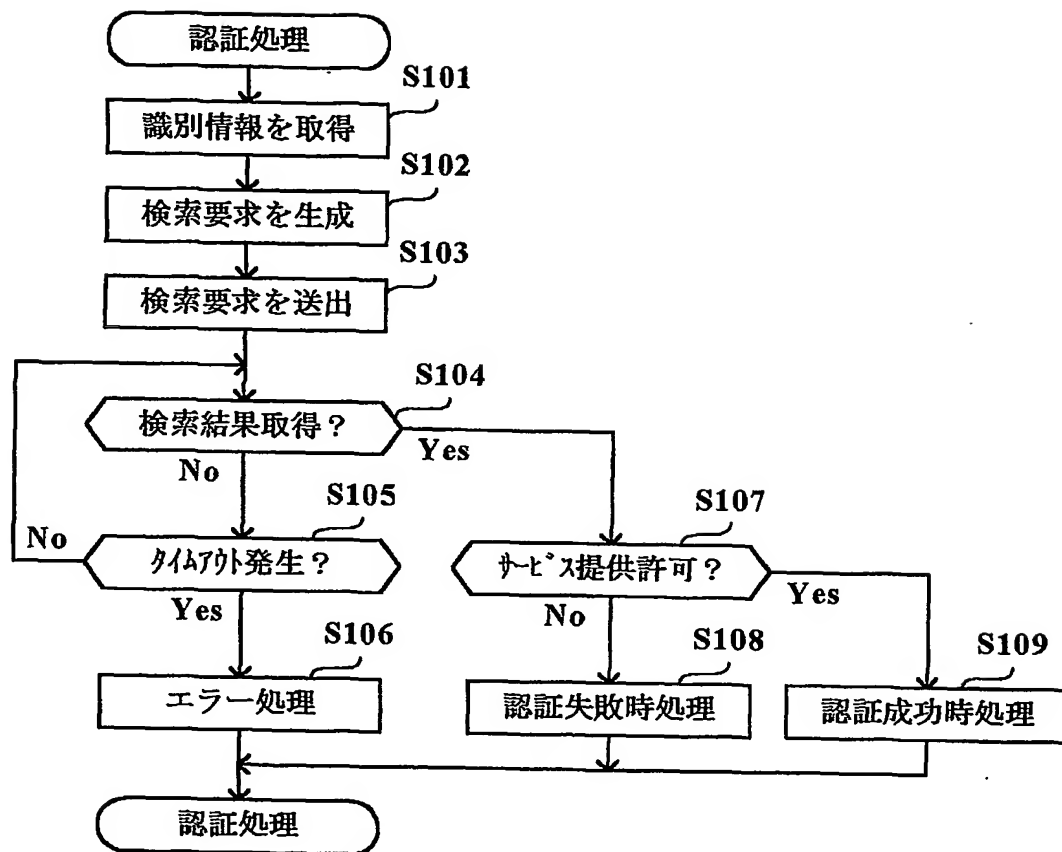 認証処理
S101
識別情報を取得
S102
検索要求を生成
S103
検索要求を送出
S104
検索結果取得？
Yes
No
S105
タイムアウト発生？
No
Yes
S107
サービス提供許可？
Yes
No
S106
エラー処理
S108
認証失敗時処理
S109
認証成功時処理
認証処理